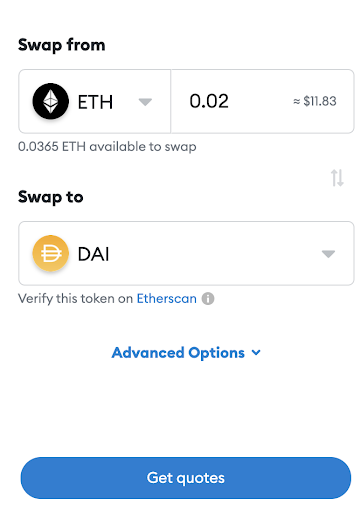 Swap from
ETH 0.02 ≈ $11.83
0.0365 ETH available to swap
Swap to
DAI
Verify this token on Etherscan i
Advanced Options
Get quotes